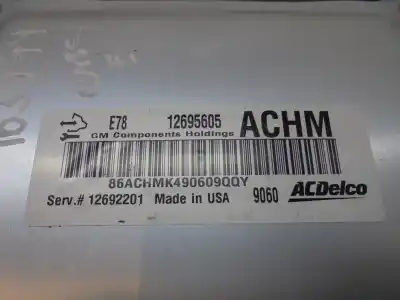 E78 12695605 ACHM
GM Components Holdings
86ACHMK490609QQY
Serv.# 12692201 Made in USA 9060 ACDelco